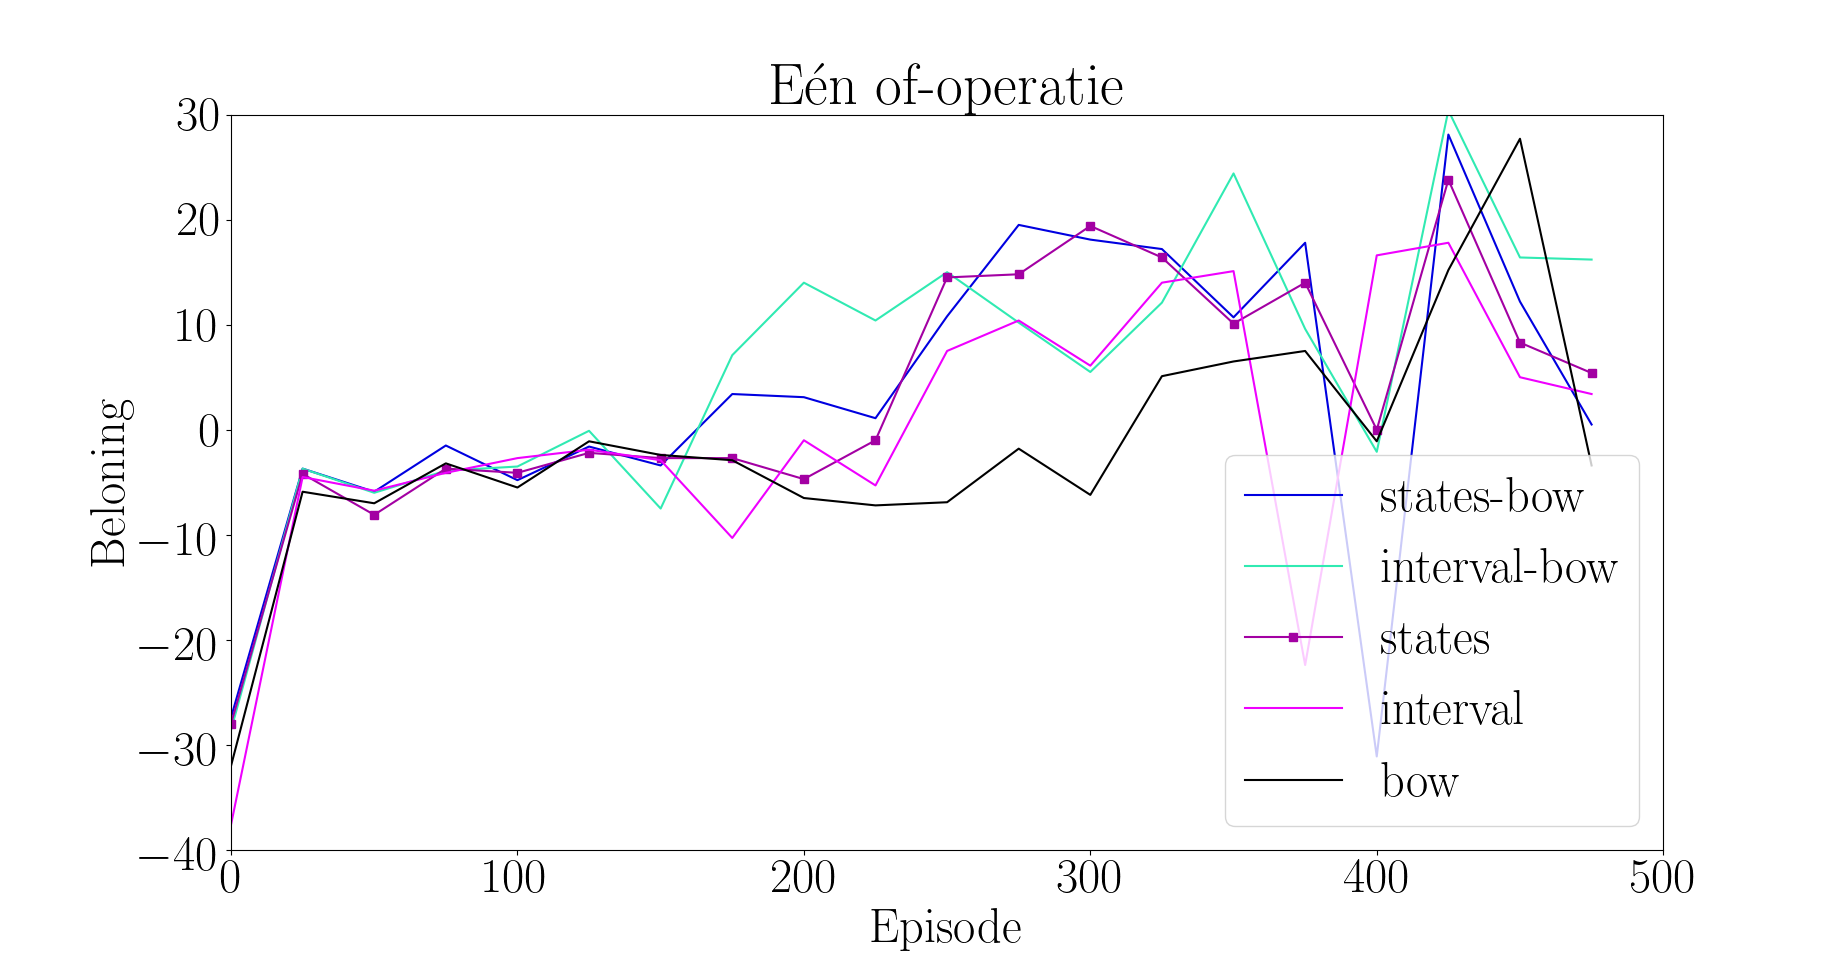 Eén of-operatie
30
20
10
0
−10
−20
−30
−40
Beloning
0 100 200 300 400 500
Episode
states-bow
interval-bow
states
interval
bow